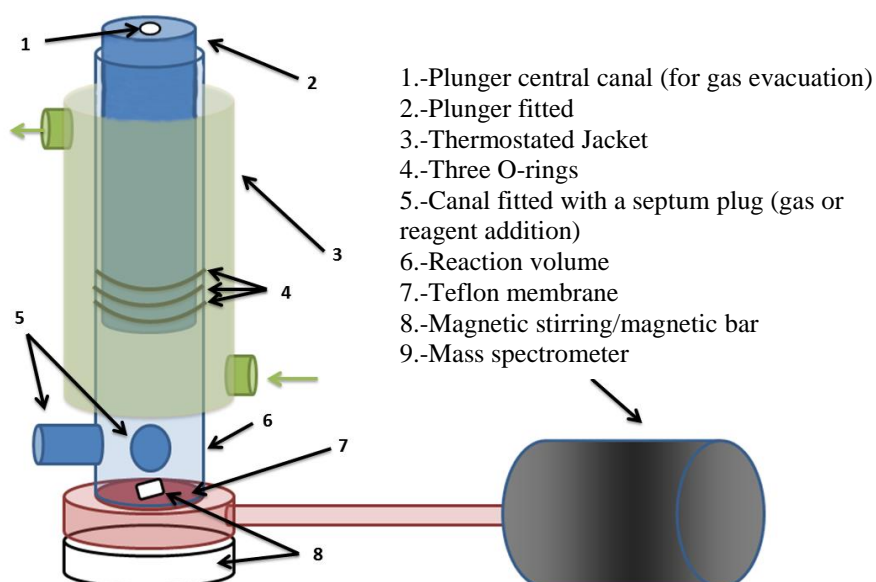 1
2
3
4
5
6
7
8
1.-Plunger central canal (for gas evacuation)
2.-Plunger fitted
3.-Thermostated Jacket
4.-Three O-rings
5.-Canal fitted with a septum plug (gas or
reagent addition)
6.-Reaction volume
7.-Teflon membrane
8.-Magnetic stirring/magnetic bar
9.-Mass spectrometer